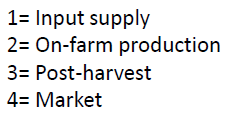 1= Input supply
2= On-farm production
3= Post-harvest
4= Market